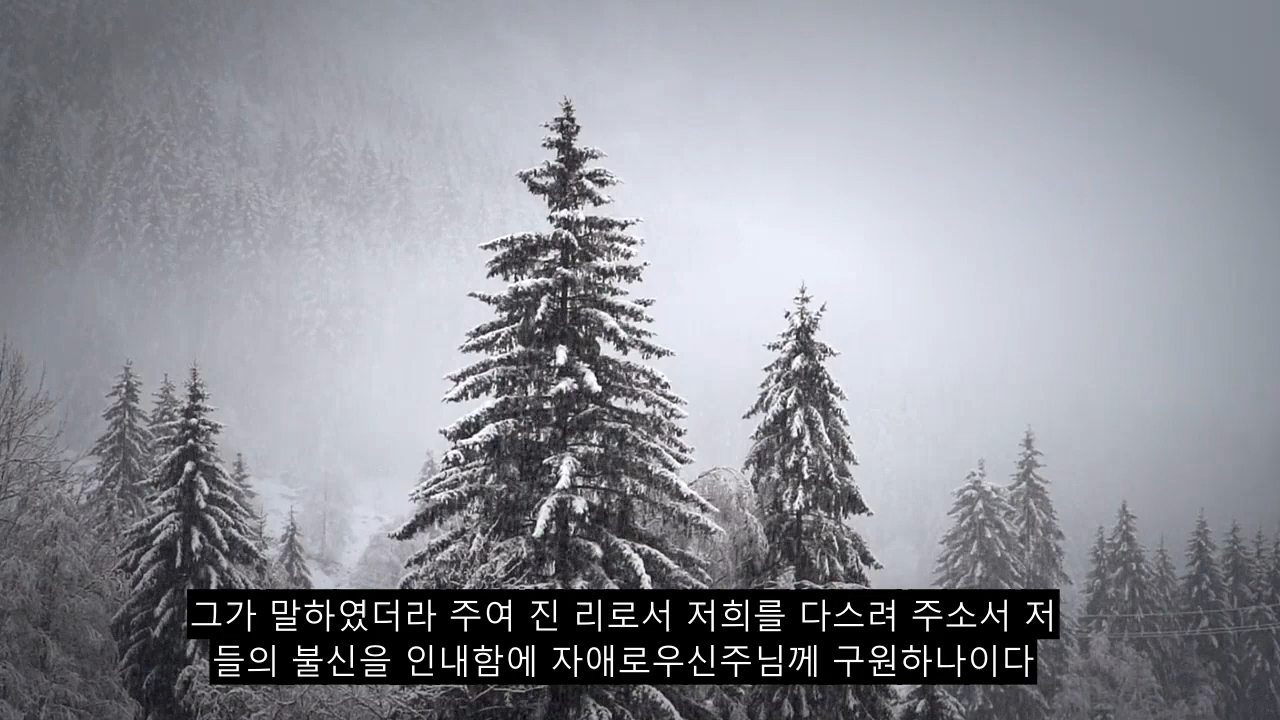 그가 말하였더라 주여 진 리로서 저희를 다스려 주소서 저
들의 불신을 인내함에 자애로우신주님께 구원하나이다